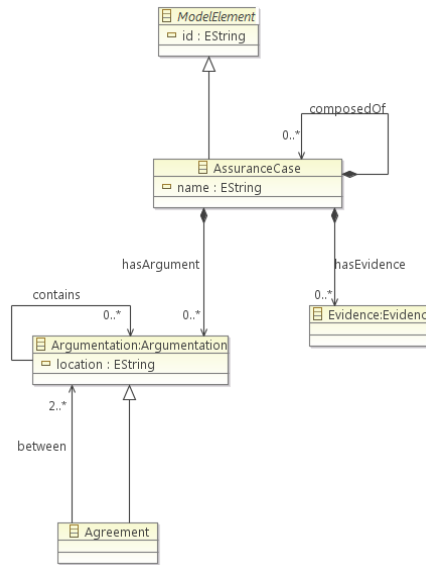 ModelElement
id : EString
composedOf
0..*
AssuranceCase
name : EString
hasArgument
hasEvidence
contains
0..*
0..*
0..*
Evidence:Evidence
Argumentation:Argumentation
location : EString
2..*
between
Agreement